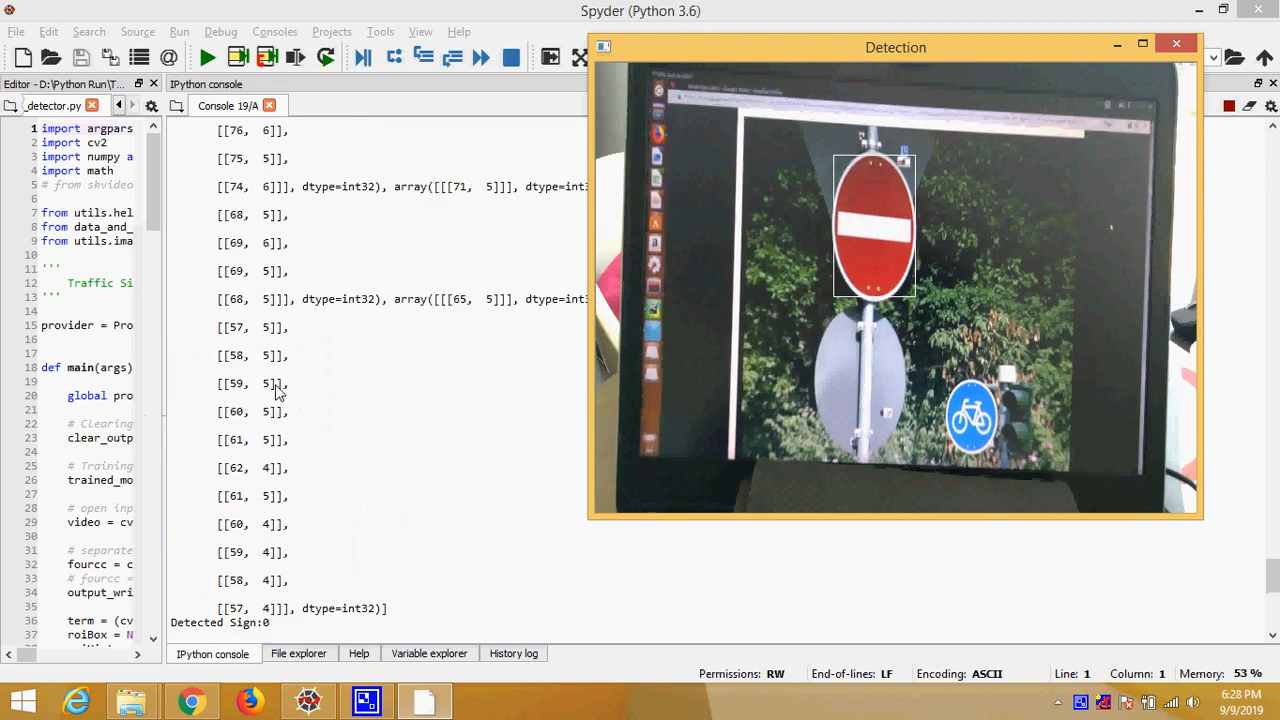 Spyder (Python 3.6)
File Edit Search Source Run Debug Consoles Projects Tools View Help
Editor - D:\Python Run\T...
IPython console
_detector.py
Console 19/A
1 import argpars
2 import cv2
3 import numpy a
4 import math
5 # from skvideo
6
7 from utils.hel
8 from data_and_
9 from utils.ima
10
11 '''
12 Traffic Si
13 '''
14
15 provider = Pro
16
17
18 def main(args)
19
20 global pro
21
22 # Clearing
23 clear_outp
24
25 # Training
26 trained_mo
27
28 # open inp
29 video = cv
30
31 # separate
32 fourcc = c
33 # fourcc =
34 output_wri
35
36 term = (cv
37 roiBox = N
38
[[76, 6]],
[[75, 5]],
[[74, 6]]], dtype=int32), array([[[71, 5]]], dtype=int3
[[68, 5]],
[[69, 6]],
[[69, 5]],
[[68, 5]]], dtype=int32), array([[[65, 5]]], dtype=int3
[[57, 5]],
[[58, 5]],
[[59, 5]],
[[60, 5]],
[[61, 5]],
[[62, 4]],
[[61, 5]],
[[60, 4]],
[[59, 4]],
[[58, 4]],
[[57, 4]]], dtype=int32)]
Detected Sign:0
Detection
IPython console File explorer Help Variable explorer History log
Permissions: RW End-of-lines: LF Encoding: ASCII Line: 1 Column: 1 Memory: 53 %
6:28 PM
9/9/2019